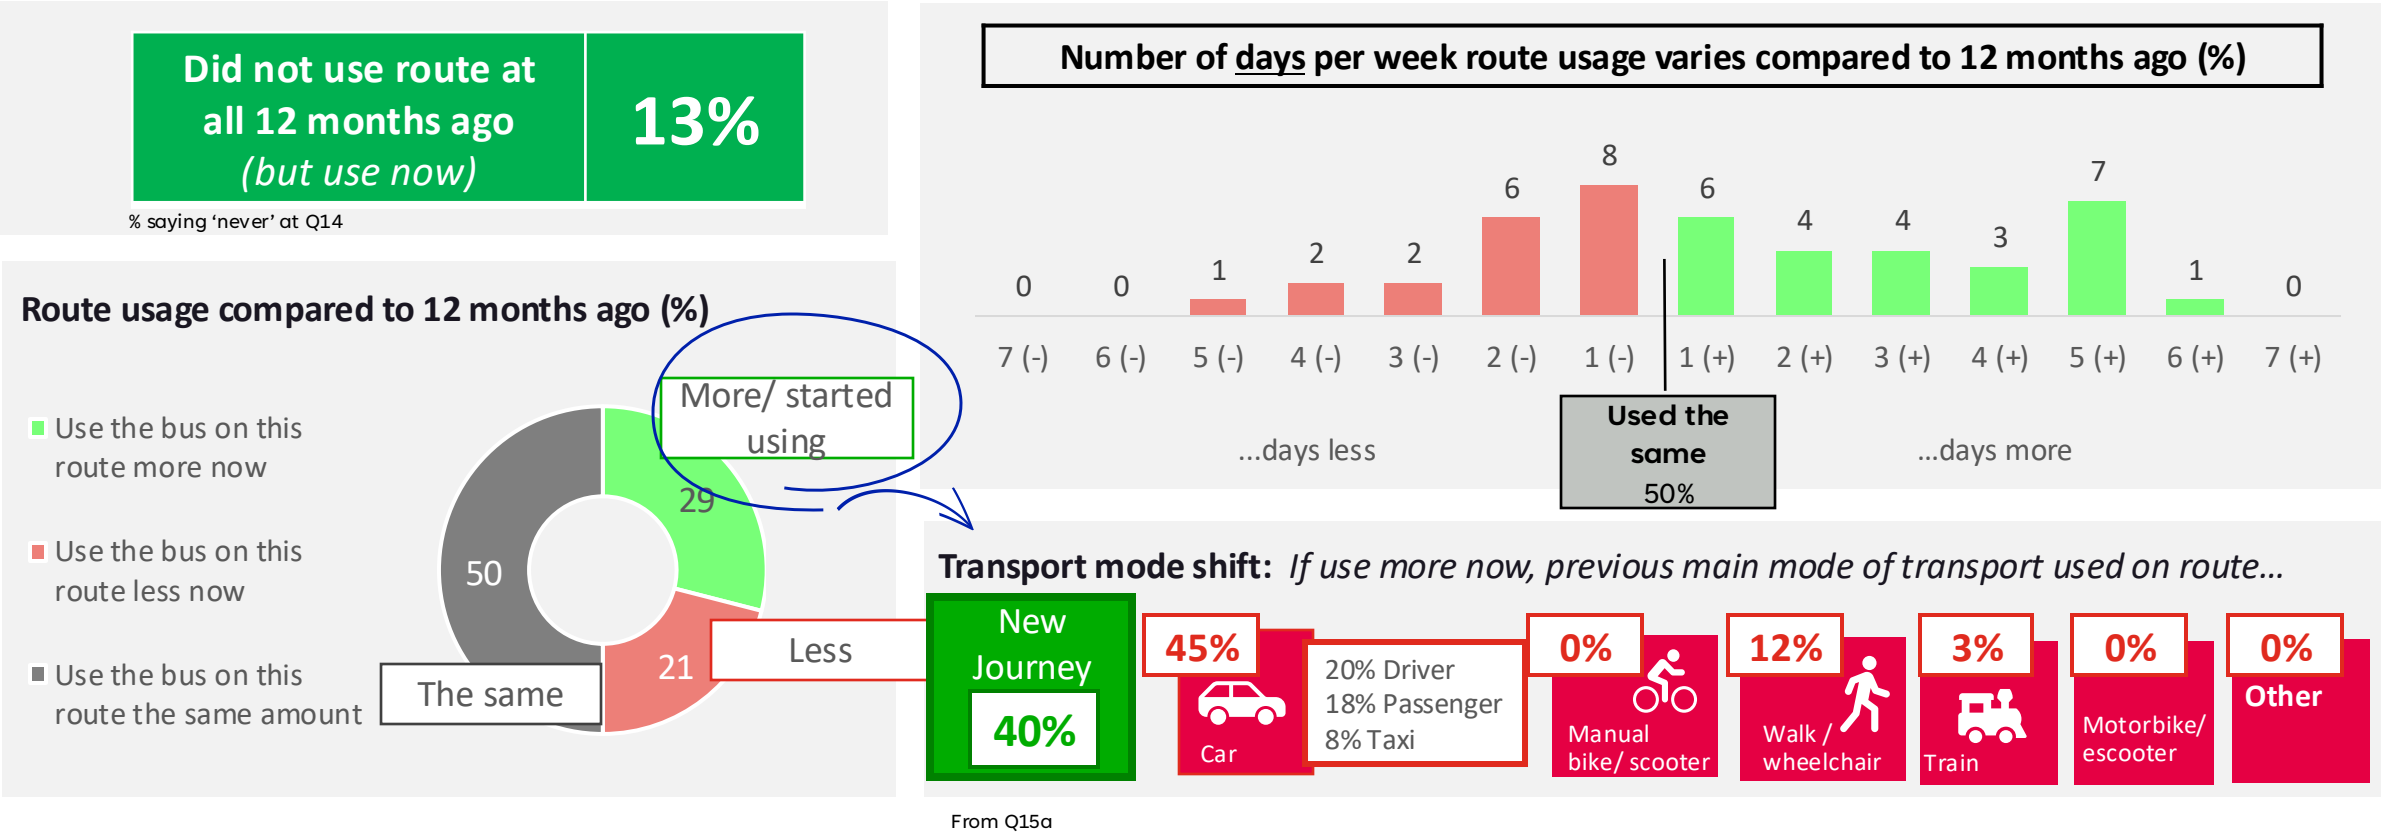 Did not use route at
all 12 months ago
(but use now)
13%
% saying ‘never’ at Q14
Route usage compared to 12 months ago (%)
Use the bus on this
route more now
Use the bus on this
route less now
Use the bus on this
route the same amount
More/ started
using
29
50
21
Less
The same
Number of days per week route usage varies compared to 12 months ago (%)
0
0
1
2
2
6
8
6
4
4
3
7
1
0
7 (-)
6 (-)
5 (-)
4 (-)
3 (-)
2 (-)
1 (-)
1 (+)
2 (+)
3 (+)
4 (+)
5 (+)
6 (+)
7 (+)
...days less
Used the
same
50%
...days more
Transport mode shift: If use more now, previous main mode of transport used on route...
New
Journey
40%
45%
Car
20% Driver
18% Passenger
8% Taxi
0%
Manual
bike/ scooter
12%
Walk /
wheelchair
3%
Train
0%
Motorbike/
escooter
0%
Other
From Q15a